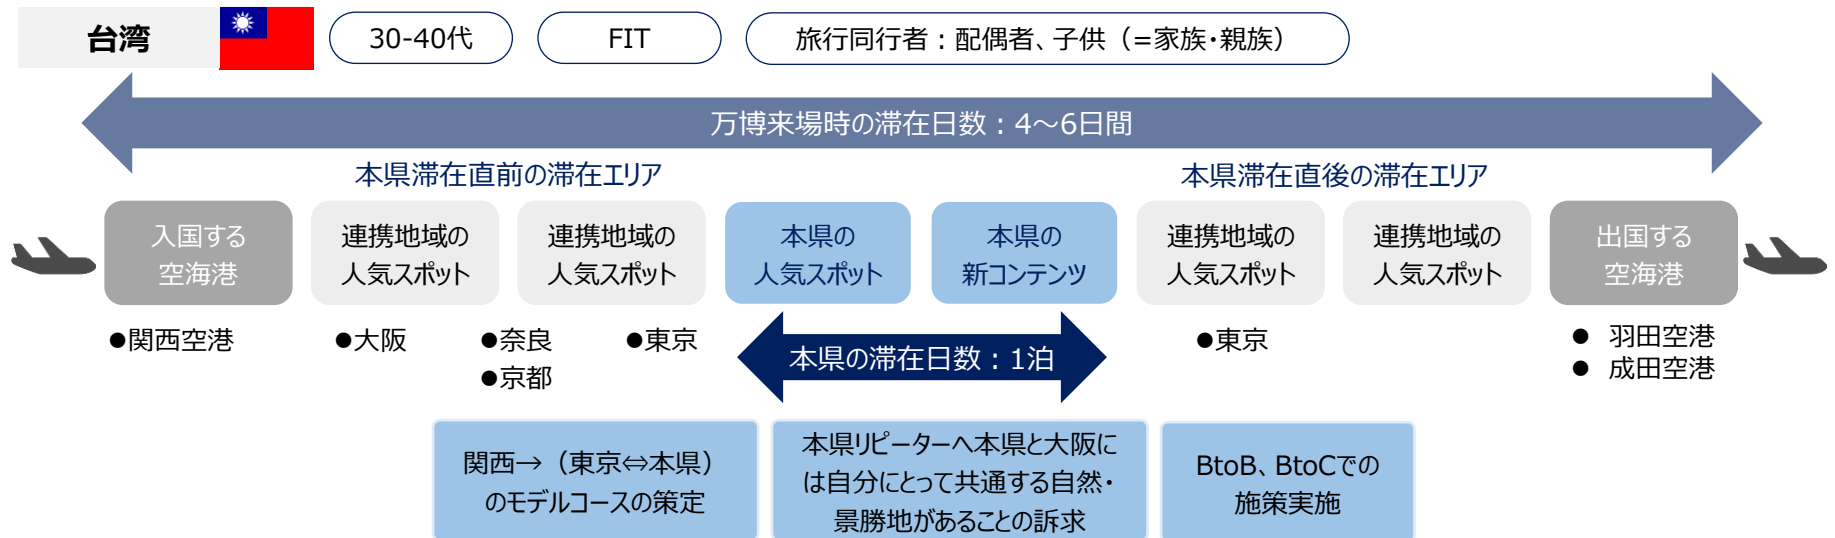 台湾
30-40代
FIT
旅行同行者：配偶者、子供（=家族・親族）
万博来場時の滞在日数：4～6日間
本県滞在直前の滞在エリア
本県滞在直後の滞在エリア
入国する
空海港
連携地域の
人気スポット
連携地域の
人気スポット
本県の
人気スポット
本県の
新コンテンツ
連携地域の
人気スポット
連携地域の
人気スポット
出国する
空海港
●関西空港
●大阪
●奈良
●京都
●東京
本県の滞在日数：1泊
●東京
● 羽田空港
● 成田空港
関西→（東京⇔本県）
のモデルコースの策定
本県リピーターへ本県と大阪に
は自分にとって共通する自然・
景勝地があることの訴求
BtoB、BtoCでの
施策実施